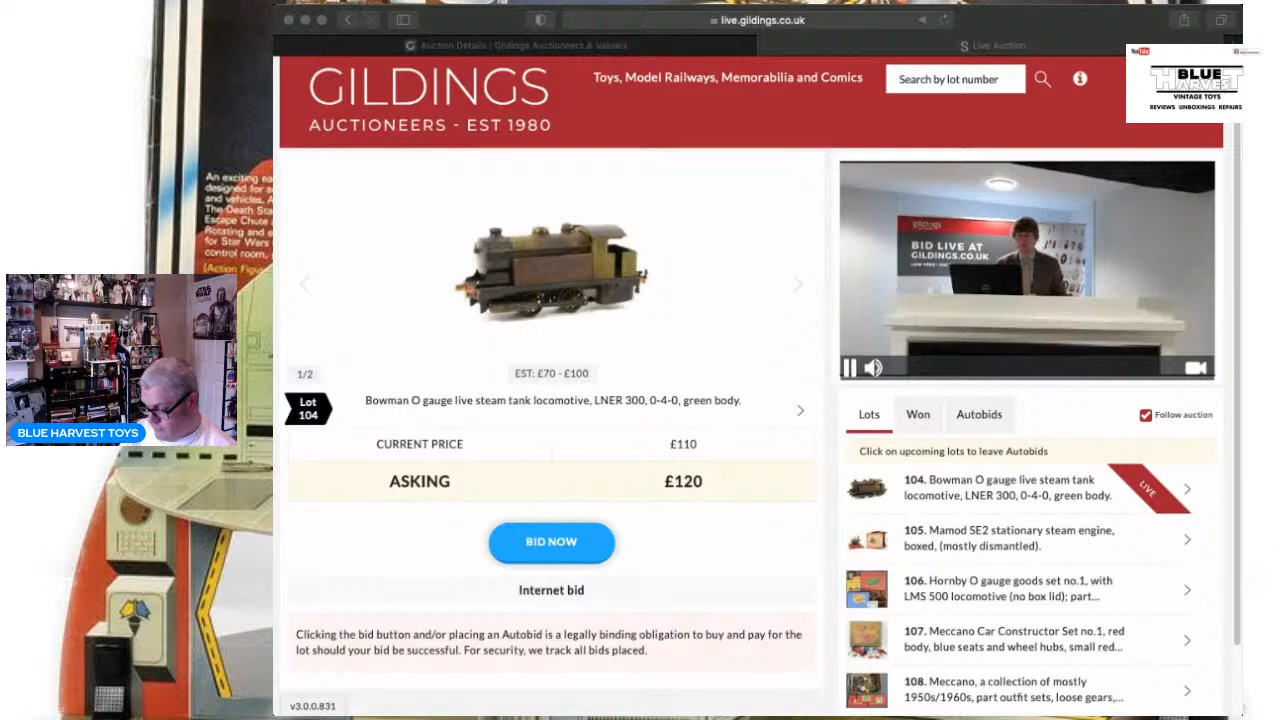 live.gildings.co.uk
Auction Details | Gildings Auctioneers & Valuers
Live Auction...
GILDINGS
AUCTIONEERS - EST 1980
Toys, Model Railways, Memorabilia and Comics
Search by lot number
YouTube
BLUE
HARVEST
VINTAGE TOYS
REVIEWS UNBOXINGS REPAIRS
An exciting
designed for
and vehicles.
The Death Sta
Escape Chute
Rotating and
for Star Wars
control room.
(Action Figu
STAR WARS
BLUE HARVEST TOYS
1/2
EST: £70 - £100
Lot
104
Bowman O gauge live steam tank locomotive, LNER 300, 0-4-0, green body.
CURRENT PRICE £110
ASKING £120
BID NOW
Internet bid
Clicking the bid button and/or placing an Autobid is a legally binding obligation to buy and pay for the
lot should your bid be successful. For security, we track all bids placed.
v3.0.0.831
gildings
BID LIVE AT
GILDINGS.CO.UK
Lots Won Autobids Follow auction
Click on upcoming lots to leave Autobids
104. Bowman O gauge live steam tank
locomotive, LNER 300, 0-4-0, green body.
LIVE
105. Mamod SE2 stationary steam engine,
boxed, (mostly dismantled).
106. Hornby O gauge goods set no.1, with
LMS 500 locomotive (no box lid); part...
107. Meccano Car Constructor Set no.1, red
body, blue seats and wheel hubs, small red...
108. Meccano, a collection of mostly
1950s/1960s, part outfit sets, loose gears,...